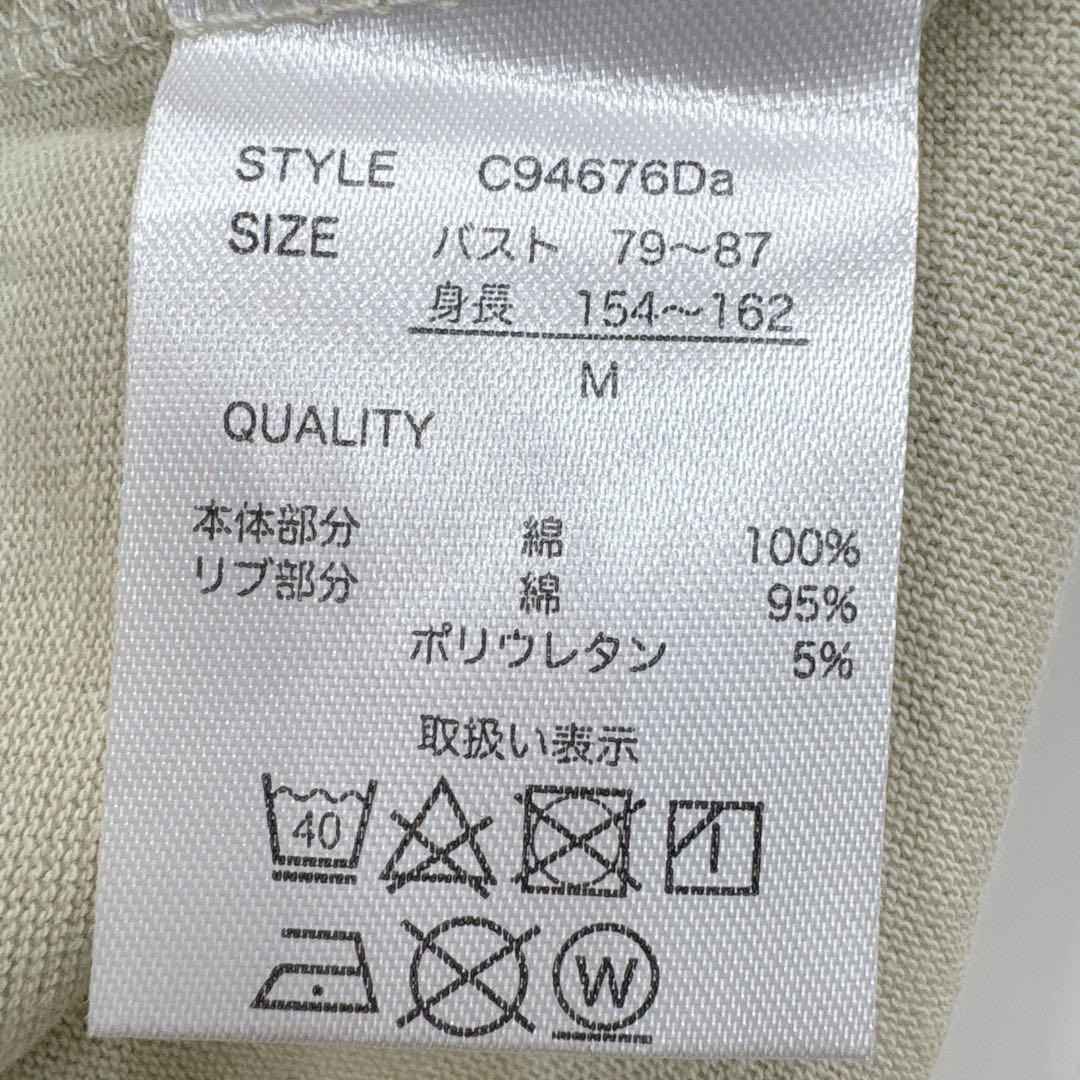 STYLE C94676Da
SIZE バスト 79〜87
身長 154〜162
M
QUALITY
本体部分 綿 100%
リブ部分 綿 95%
ポリウレタン 5%
取扱い表示
40
W